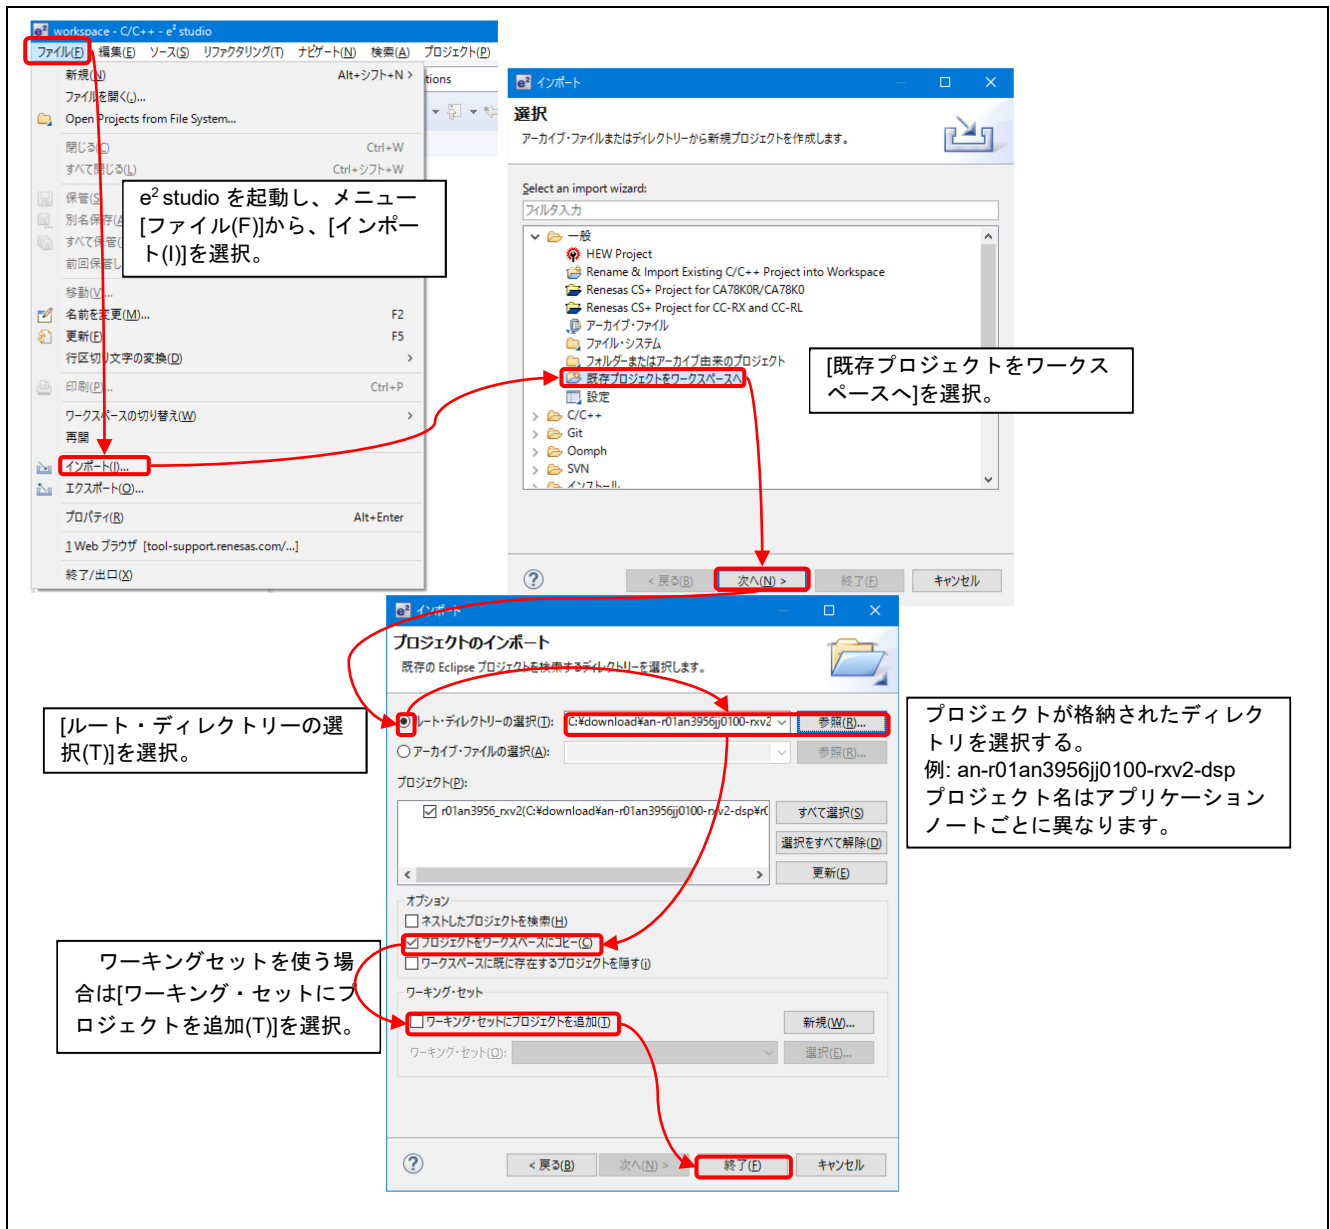 workspace - C/C++ - e² studio
ファイル(F) 編集(E) ソース(S) リファクタリング(T) ナビゲート(N) 検索(A) プロジェクト(P)
新規(N) Alt+シフト+N >
ファイルを開く(.)...
Open Projects from File System...
閉じる(C) Ctrl+W
すべて閉じる(L) Ctrl+シフト+W
保管(S)
別名保存(A
すべて保管(
前回保管し
移動(V)...
名前を変更(M)... F2
更新(F) F5
行区切り文字の変換(D) >
印刷(P)... Ctrl+P
ワークスペースの切り替え(W) >
再開
インポート(I)...
エクスポート(O)...
プロパティ(R) Alt+Enter
1 Web ブラウザ [tool-support.renesas.com/...]
終了/出口(X)
tions
e² studio を起動し、メニュー
[ファイル(F)]から、[インポー
ト(I)]を選択。
e² インポート
選択
アーカイブ・ファイルまたはディレクトリーから新規プロジェクトを作成します。
Select an import wizard:
フィルタ入力
一般
HEW Project
Rename & Import Existing C/C++ Project into Workspace
Renesas CS+ Project for CA78K0R/CA78K0
Renesas CS+ Project for CC-RX and CC-RL
アーカイブ・ファイル
ファイル・システム
フォルダーまたはアーカイブ由来のプロジェクト
既存プロジェクトをワークスペースへ
設定
C/C++
Git
Oomph
SVN
インストール
< 戻る(B) 次へ(N) > 終了(F) キャンセル
[既存プロジェクトをワークス
ペースへ]を選択。
e² インポート
プロジェクトのインポート
既存の Eclipse プロジェクトを検索するディレクトリーを選択します。
ルート・ディレクトリーの選択(T): C:¥download¥an-r01an3956jj0100-rxv2 参照(R)...
アーカイブ・ファイルの選択(A): 参照(R)...
プロジェクト(P):
r01an3956_rxv2(C:¥download¥an-r01an3956jj0100-rxv2-dsp¥r0 すべて選択(S)
選択をすべて解除(D)
更新(E)
オプション
ネストしたプロジェクトを検索(H)
プロジェクトをワークスペースにコピー(C)
ワークスペースに既に存在するプロジェクトを隠す(i)
ワーキング・セット
ワーキング・セットにプロジェクトを追加(T) 新規(W)...
ワーキング・セット(O): 選択(E)...
< 戻る(B) 次へ(N) > 終了(F) キャンセル
[ルート・ディレクトリーの選
択(T)]を選択。
プロジェクトが格納されたディレク
トリを選択する。
例: an-r01an3956jj0100-rxv2-dsp
プロジェクト名はアプリケーション
ノートごとに異なります。
ワーキングセットを使う場
合は[ワーキング・セットにプ
ロジェクトを追加(T)]を選択。